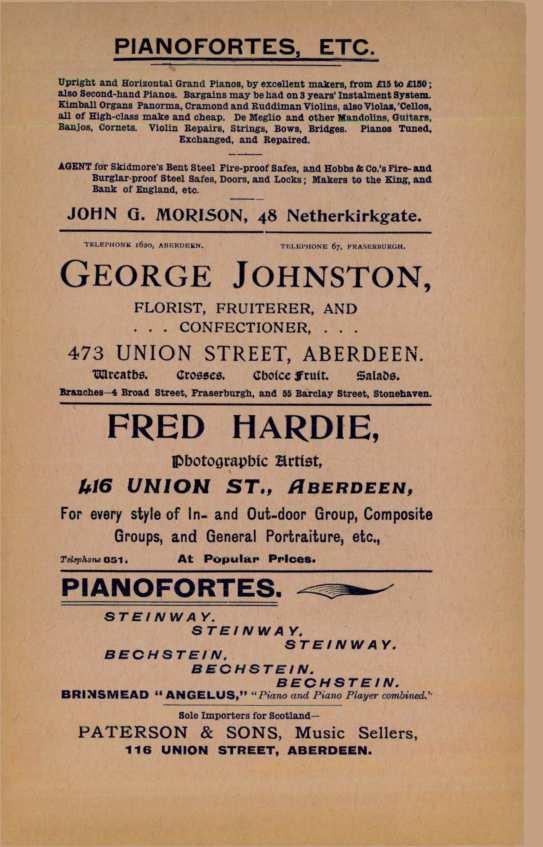 PIANOFORTES, ETC.
Upright and Horizontal Grand Pianos, by excellent makers, from £15 to £150;
also Second-hand Pianos. Bargains may be had on 3 years' Instalment System.
Kimball Organs Panorma, Cramond and Ruddiman Violins, also Violas, 'Cellos,
all of High-class make and cheap. De Meglio and other Mandolins, Guitars,
Banjos, Cornets. Violin Repairs, Strings, Bows, Bridges. Pianos Tuned,
Exchanged, and Repaired.
AGENT for Skidmore's Bent Steel Fire-proof Safes, and Hobbs & Co.'s Fire- and
Burglar-proof Steel Safes, Doors, and Locks; Makers to the King, and
Bank of England, etc.
JOHN G. MORISON, 48 Netherkirkgate.
TELEPHONE 1620, ABERDEEN. TELEPHONE 67, FRASERBURGH.
GEORGE JOHNSTON,
FLORIST, FRUITERER, AND
. . . CONFECTIONER, . . .
473 UNION STREET, ABERDEEN.
Wreaths. Crosses. Choice Fruit. Salads.
Branches—4 Broad Street, Fraserburgh, and 55 Barclay Street, Stonehaven.
FRED HARDIE,
Photographic Artist,
416 UNION ST., ABERDEEN,
For every style of In- and Out-door Group, Composite
Groups, and General Portraiture, etc.,
Telephone 051. At Popular Prices.
PIANOFORTES.
STEINWAY.
STEINWAY.
STEINWAY.
BECHSTEIN.
BECHSTEIN.
BECHSTEIN.
BRINSMEAD "ANGELUS," "Piano and Piano Player combined."
Sole Importers for Scotland—
PATERSON & SONS, Music Sellers,
116 UNION STREET, ABERDEEN.